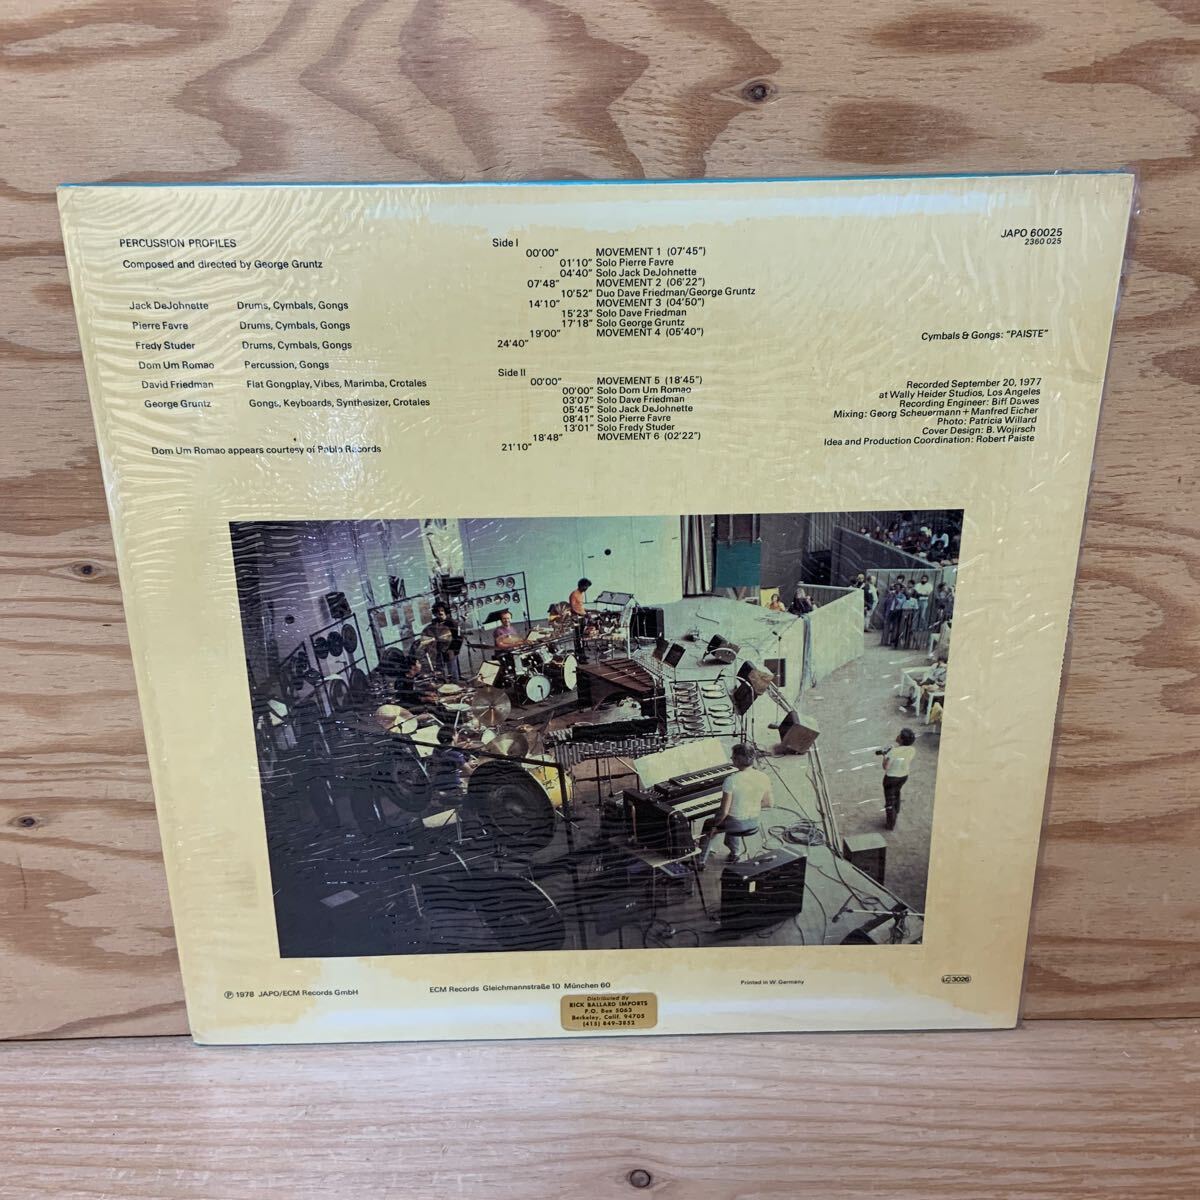 PERCUSSION PROFILES
Composed and directed by George Gruntz
Jack DeJohnette Drums, Cymbals, Gongs
Pierre Favre Drums, Cymbals, Gongs
Fredy Studer Drums, Cymbals, Gongs
Dom Um Romao Percussion, Gongs
David Friedman Flat Gongplay, Vibes, Marimba, Crotales
George Gruntz Gongs, Keyboards, Synthesizer, Crotales
Dom Um Romao appears courtesy of Pablo Records
Side I
00'00" MOVEMENT 1 (07'45")
01'10" Solo Pierre Favre
04'40" Solo Jack DeJohnette
07'48" MOVEMENT 2 (06'22")
10'52" Duo Dave Friedman/George Gruntz
14'10" MOVEMENT 3 (04'50")
15'23" Solo Dave Friedman
17'18" Solo George Gruntz
19'00" MOVEMENT 4 (05'40")
24'40"
Side II
00'00" MOVEMENT 5 (18'45")
00'00" Solo Dom Um Romao
03'07" Solo Dave Friedman
05'45" Solo Jack DeJohnette
08'41" Solo Pierre Favre
13'01" Solo Fredy Studer
18'48" MOVEMENT 6 (02'22")
21'10"
JAPO 60025
2360 025
Cymbals & Gongs: "PAISTE"
Recorded September 20, 1977
at Wally Heider Studios, Los Angeles
Recording Engineer: Biff Dawes
Mixing: Georg Scheuermann + Manfred Eicher
Photo: Patricia Willard
Cover Design: B. Wojirsch
Idea and Production Coordination: Robert Paiste
℗ 1978 JAPO/ECM Records GmbH
ECM Records Gleichmannstraße 10 München 60
Printed in W. Germany
LC 3026
Distributed By
RICK BALLARD IMPORTS
P.O. Box 5063
Berkeley, Calif. 94705
(415) 849-3852